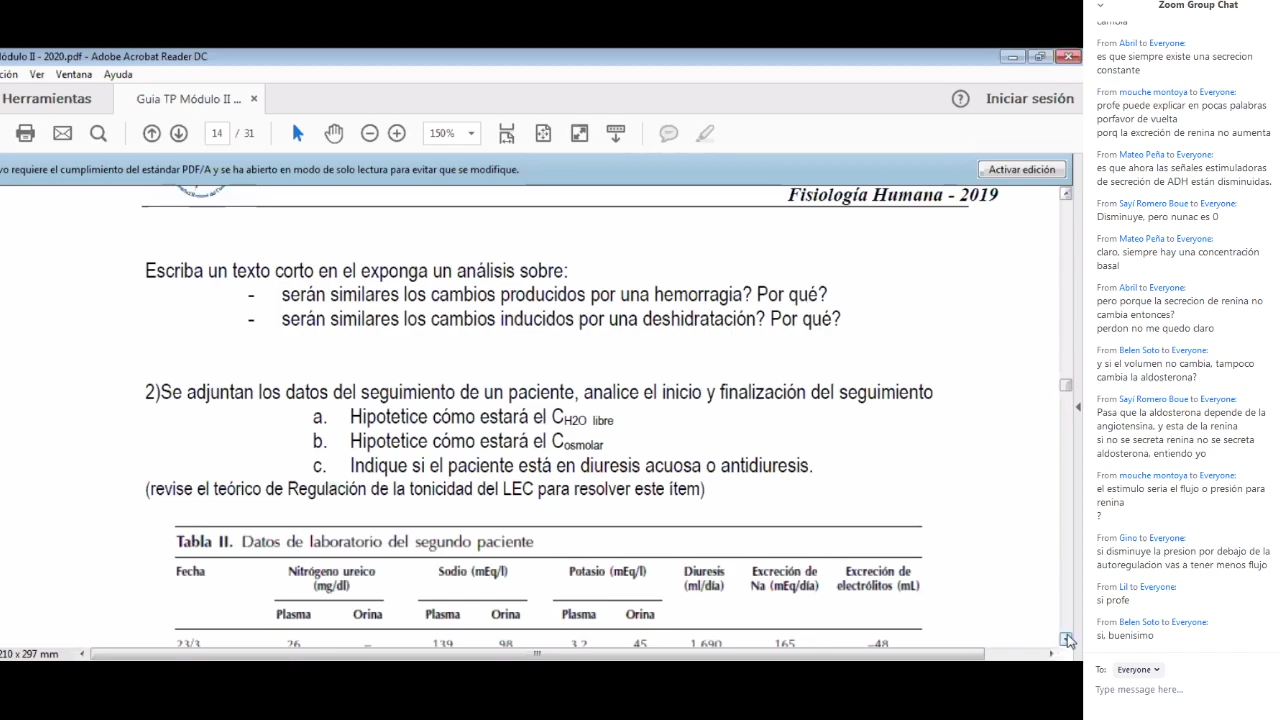 Módulo II - 2020.pdf - Adobe Acrobat Reader DC
ción Ver Ventana Ayuda
Herramientas
Guia TP Módulo II ... ×
Iniciar sesión
14 / 31
150%
vo requiere el cumplimiento del estándar PDF/A y se ha abierto en modo de solo lectura para evitar que se modifique.
Activar edición
Fisiología Humana - 2019
Escriba un texto corto en el exponga un análisis sobre:
- serán similares los cambios producidos por una hemorragia? Por qué?
- serán similares los cambios inducidos por una deshidratación? Por qué?
2)Se adjuntan los datos del seguimiento de un paciente, analice el inicio y finalización del seguimiento
a. Hipotetice cómo estará el CH2O libre
b. Hipotetice cómo estará el Cosmolar
c. Indique si el paciente está en diuresis acuosa o antidiuresis.
(revise el teórico de Regulación de la tonicidad del LEC para resolver este ítem)
Tabla II. Datos de laboratorio del segundo paciente
Fecha Nitrógeno ureico Sodio (mEq/l) Potasio (mEq/l) Diuresis Excreción de Excreción de
(mg/dl) (ml/día) Na (mEq/día) electrólitos (mL)
Plasma Orina Plasma Orina Plasma Orina
23/3 26 – 139 98 3,2 45 1.690 165 –48
210 x 297 mm
Zoom Group Chat
cambia
From Abril to Everyone:
es que siempre existe una secrecion
constante
From mouche montoya to Everyone:
profe puede explicar en pocas palabras
porfavor de vuelta
porq la excreción de renina no aumenta
From Mateo Peña to Everyone:
es que ahora las señales estimuladoras
de secreción de ADH están disminuidas.
From Sayí Romero Boue to Everyone:
Disminuye, pero nunac es 0
From Mateo Peña to Everyone:
claro, siempre hay una concentración
basal
From Abril to Everyone:
pero porque la secrecion de renina no
cambia entonces?
perdon no me quedo claro
From Belen Soto to Everyone:
y si el volumen no cambia, tampoco
cambia la aldosterona?
From Sayí Romero Boue to Everyone:
Pasa que la aldosterona depende de la
angiotensina, y esta de la renina
si no se secreta renina no se secreta
aldosterona, entiendo yo
From mouche montoya to Everyone:
el estimulo seria el flujo o presión para
renina
?
From Gino to Everyone:
si disminuye la presion por debajo de la
autoregulacion vas a tener menos flujo
From Lil to Everyone:
si profe
From Belen Soto to Everyone:
si, buenisimo
To: Everyone
Type message here...